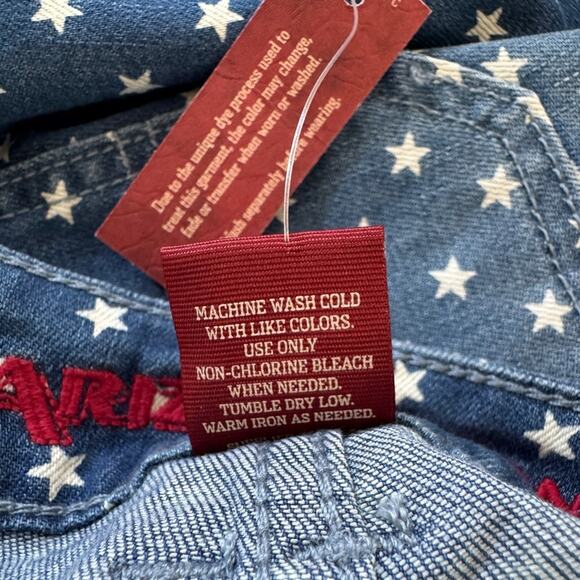 Due to the unique dye process used to
treat this garment, the color may change,
fade or transfer when worn or washed.
separately before wearing.
MACHINE WASH COLD
WITH LIKE COLORS.
USE ONLY
NON-CHLORINE BLEACH
WHEN NEEDED.
TUMBLE DRY LOW.
WARM IRON AS NEEDED.